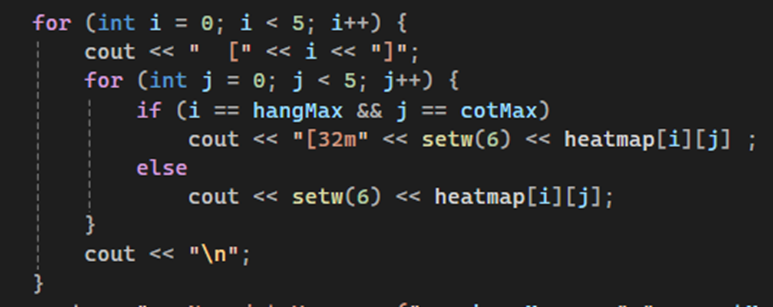 for (int i = 0; i < 5; i++) {
    cout << "  [" << i << "]";
    for (int j = 0; j < 5; j++) {
        if (i == hangMax && j == cotMax)
            cout << "[32m" << setw(6) << heatmap[i][j] ;
        else
            cout << setw(6) << heatmap[i][j];
    }
    cout << "\n";
}